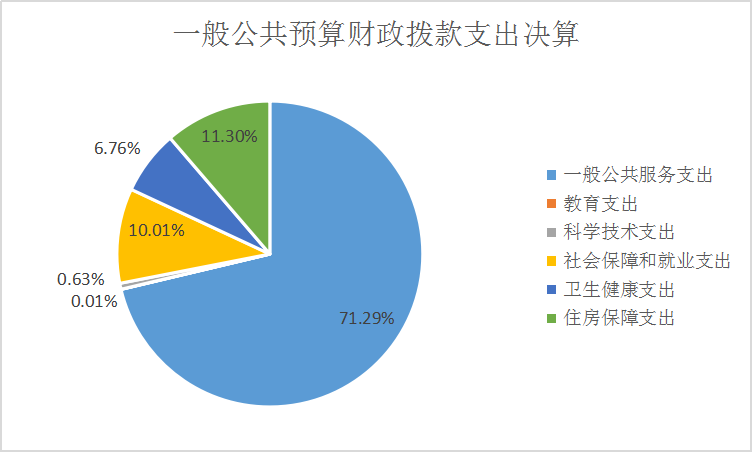 一般公共预算财政拨款支出决算
11.30%
6.76%
10.01%
0.63%
0.01%
71.29%
一般公共服务支出
教育支出
科学技术支出
社会保障和就业支出
卫生健康支出
住房保障支出